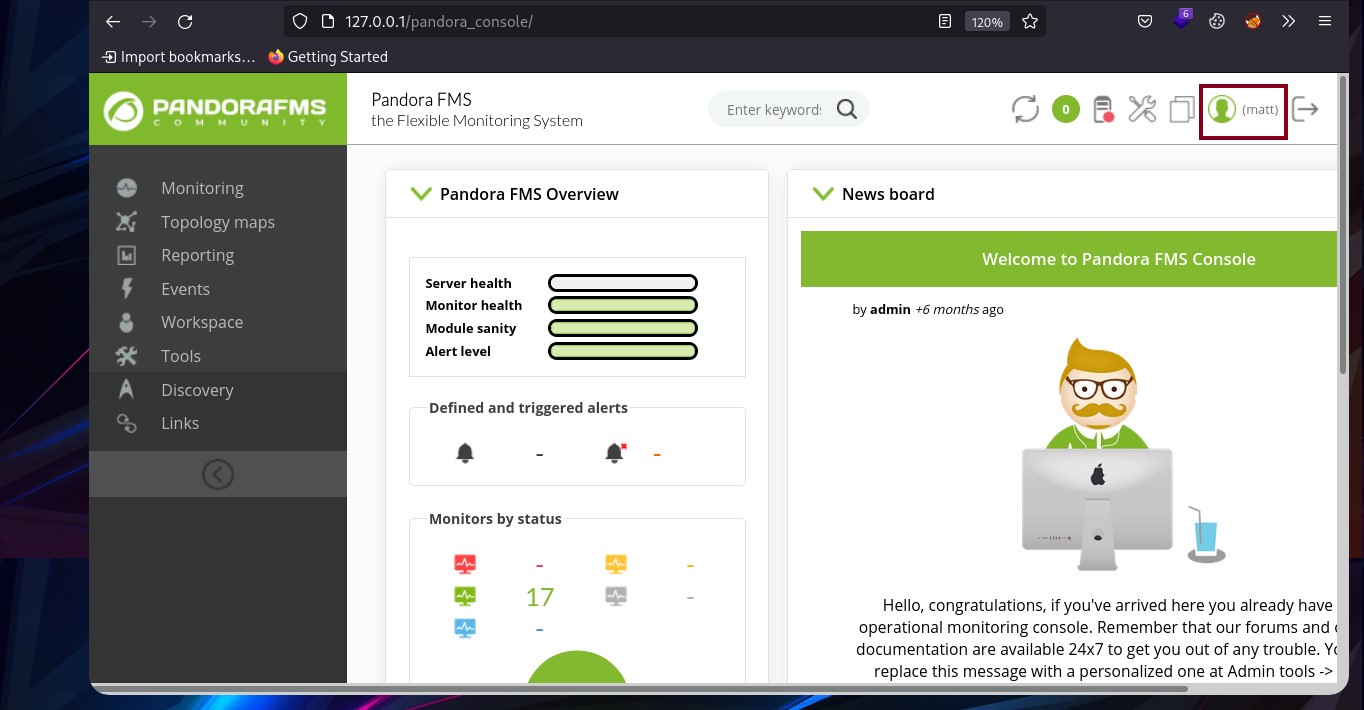 127.0.0.1/pandora_console/
120%
6
Import bookmarks...
Getting Started
PANDORAFMS
COMMUNITY
Pandora FMS
the Flexible Monitoring System
Enter keywords
0
(matt)
Monitoring
Topology maps
Reporting
Events
Workspace
Tools
Discovery
Links
Pandora FMS Overview
Server health
Monitor health
Module sanity
Alert level
Defined and triggered alerts
-
-
Monitors by status
-
-
17
-
-
News board
Welcome to Pandora FMS Console
by admin +6 months ago
Hello, congratulations, if you've arrived here you already have
operational monitoring console. Remember that our forums and
documentation are available 24x7 to get you out of any trouble.
replace this message with a personalized one at Admin tools ->